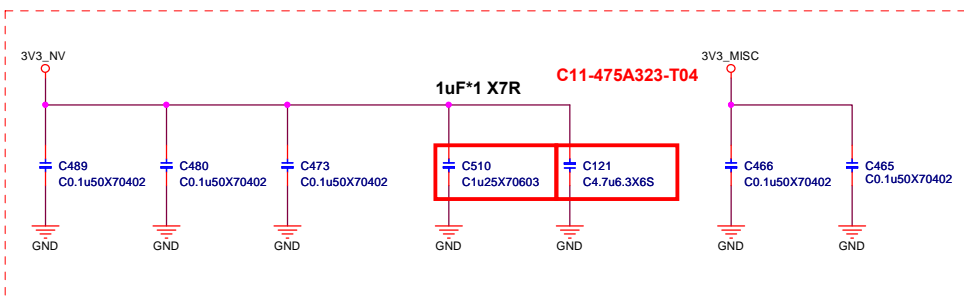 3V3_NV
3V3_MISC
C11-475A323-T04
1uF*1 X7R
C489
C0.1u50X70402
C480
C0.1u50X70402
C473
C0.1u50X70402
C510
C1u25X70603
C121
C4.7u6.3X6S
C466
C0.1u50X70402
C465
C0.1u50X70402
GND
GND
GND
GND
GND
GND
GND